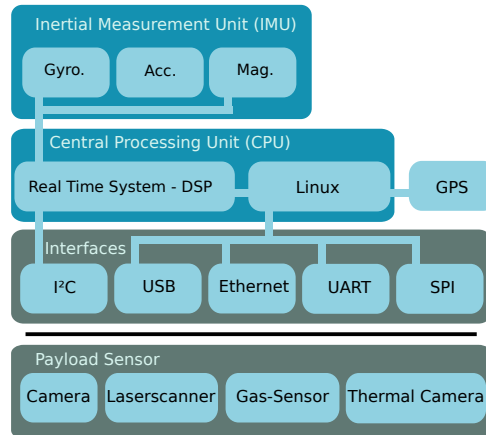 Inertial Measurement Unit (IMU)
Gyro. Acc. Mag.
Central Processing Unit (CPU)
Real Time System - DSP Linux GPS
Interfaces
I²C USB Ethernet UART SPI
Payload Sensor
Camera Laserscanner Gas-Sensor Thermal Camera